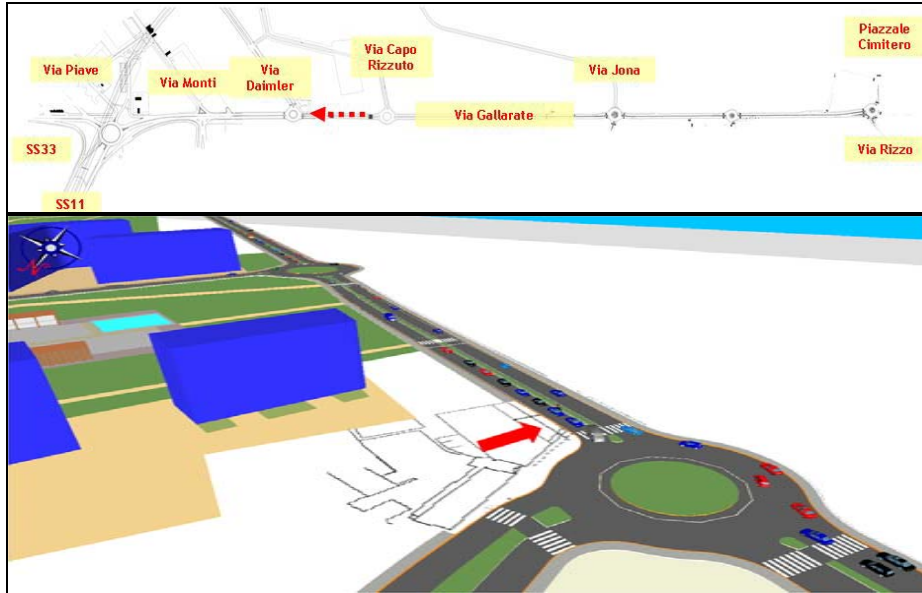 Piazzale
Cimitero
Via Capo
Rizzuto
Via Piave
Via Monti
Via
Daimler
Via Jona
Via Gallarate
SS33
Via Rizzo
SS11